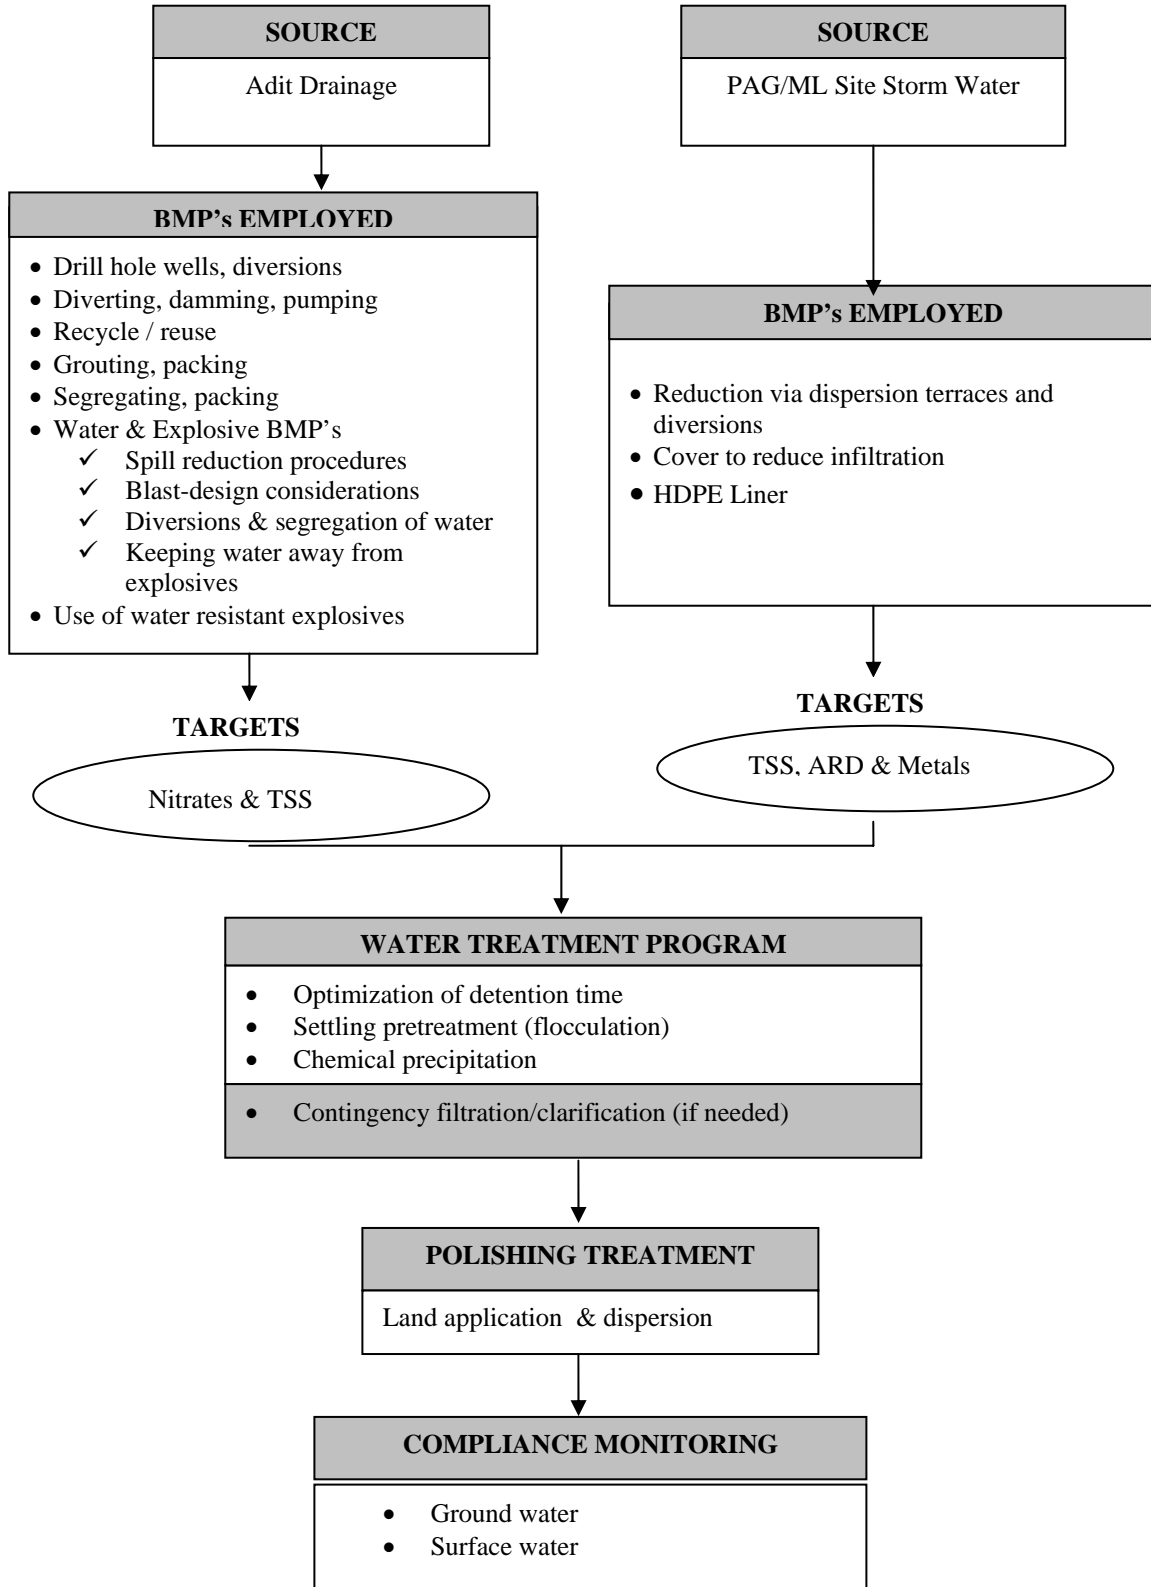 SOURCE
Adit Drainage
SOURCE
PAG/ML Site Storm Water
BMP's EMPLOYED
• Drill hole wells, diversions
• Diverting, damming, pumping
• Recycle / reuse
• Grouting, packing
• Segregating, packing
• Water & Explosive BMP's
✓ Spill reduction procedures
✓ Blast-design considerations
✓ Diversions & segregation of water
✓ Keeping water away from
explosives
• Use of water resistant explosives
BMP's EMPLOYED
• Reduction via dispersion terraces and
diversions
• Cover to reduce infiltration
• HDPE Liner
TARGETS
Nitrates & TSS
TARGETS
TSS, ARD & Metals
WATER TREATMENT PROGRAM
• Optimization of detention time
• Settling pretreatment (flocculation)
• Chemical precipitation
• Contingency filtration/clarification (if needed)
POLISHING TREATMENT
Land application & dispersion
COMPLIANCE MONITORING
• Ground water
• Surface water